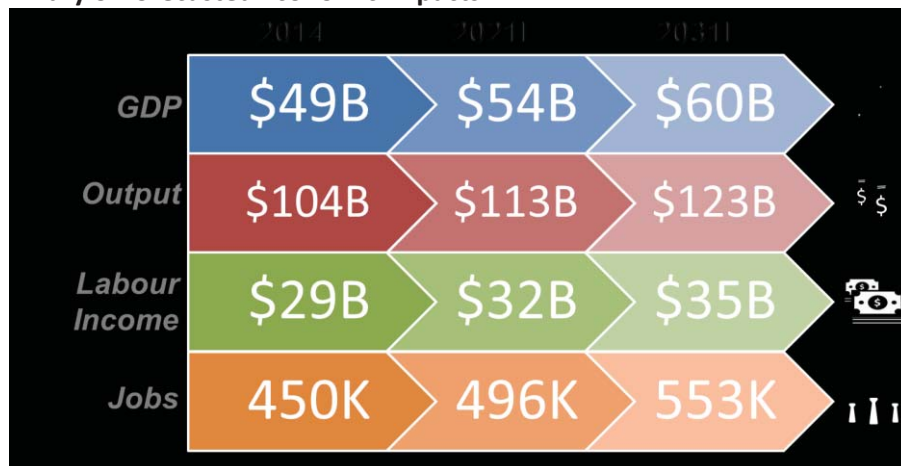 2014 2021 2031
GDP $49B $54B $60B
Output $104B $113B $123B
Labour
Income $29B $32B $35B
Jobs 450K 496K 553K